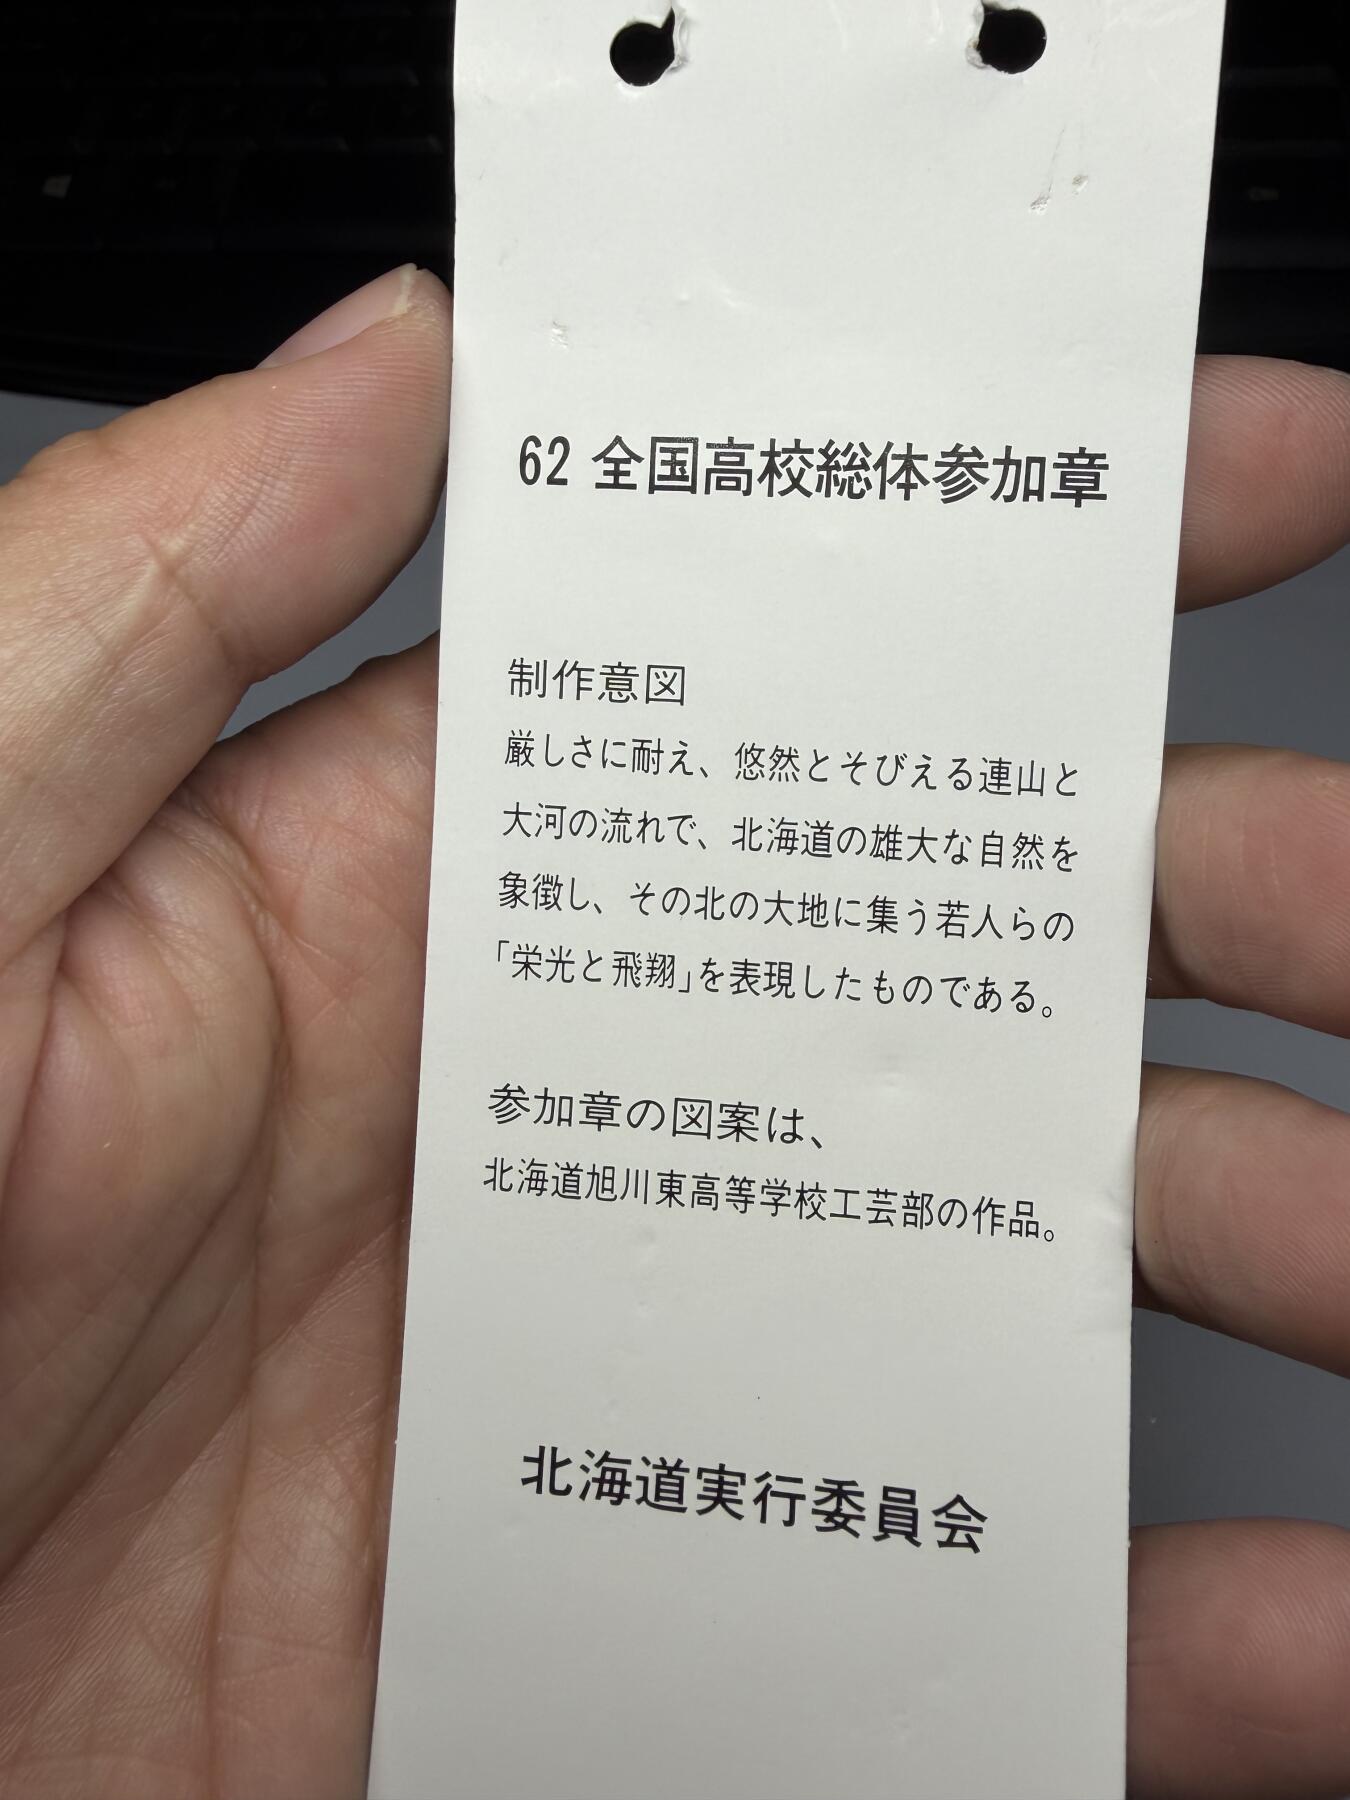 62 全国高校総体参加章
制作意図
厳しさに耐え、悠然とそびえる連山と
大河の流れで、北海道の雄大な自然を
象徴し、その北の大地に集う若人らの
「栄光と飛翔」を表現したものである。
参加章の図案は、
北海道旭川東高等学校工芸部の作品。
北海道実行委員会